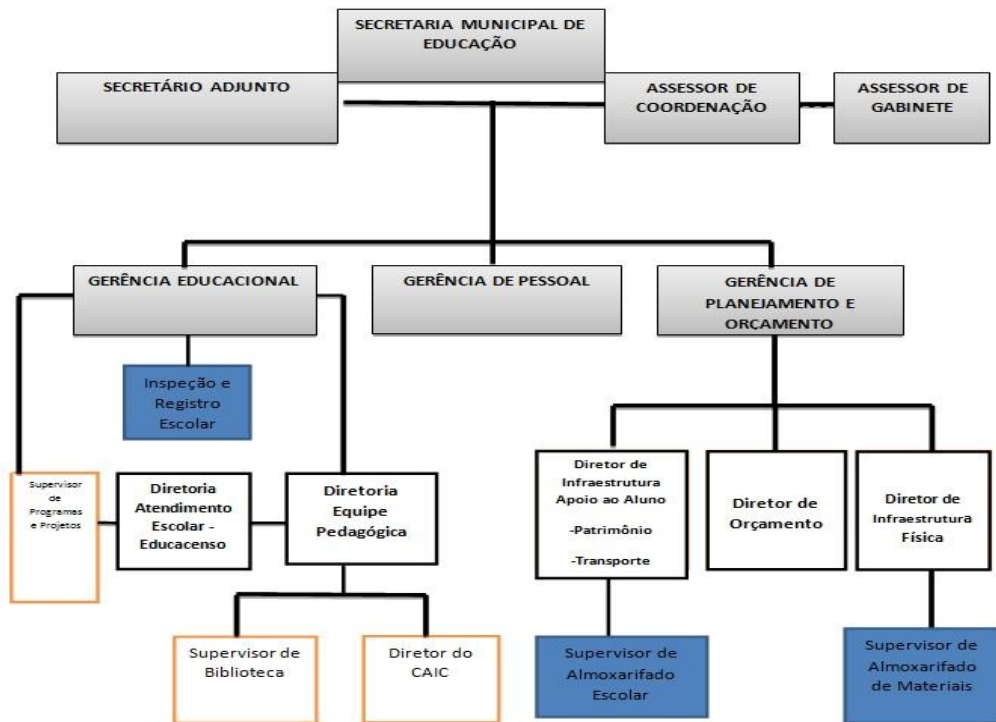 SECRETARIA MUNICIPAL DE
EDUCAÇÃO
SECRETÁRIO ADJUNTO
ASSESSOR DE
COORDENAÇÃO
ASSESSOR DE
GABINETE
GERÊNCIA EDUCACIONAL
GERÊNCIA DE PESSOAL
GERÊNCIA DE
PLANEJAMENTO E
ORÇAMENTO
Inspeção e
Registro
Escolar
Supervisor
de
Programas
e Projetos
Diretoria
Atendimento
Escolar -
Educacenso
Diretoria
Equipe
Pedagógica
Diretor de
Infraestrutura
Apoio ao Aluno
-Patrimônio
-Transporte
Diretor de
Orçamento
Diretor de
Infraestrutura
Física
Supervisor de
Biblioteca
Diretor do
CAIC
Supervisor de
Almoxarifado
Escolar
Supervisor de
Almoxarifado
de Materiais